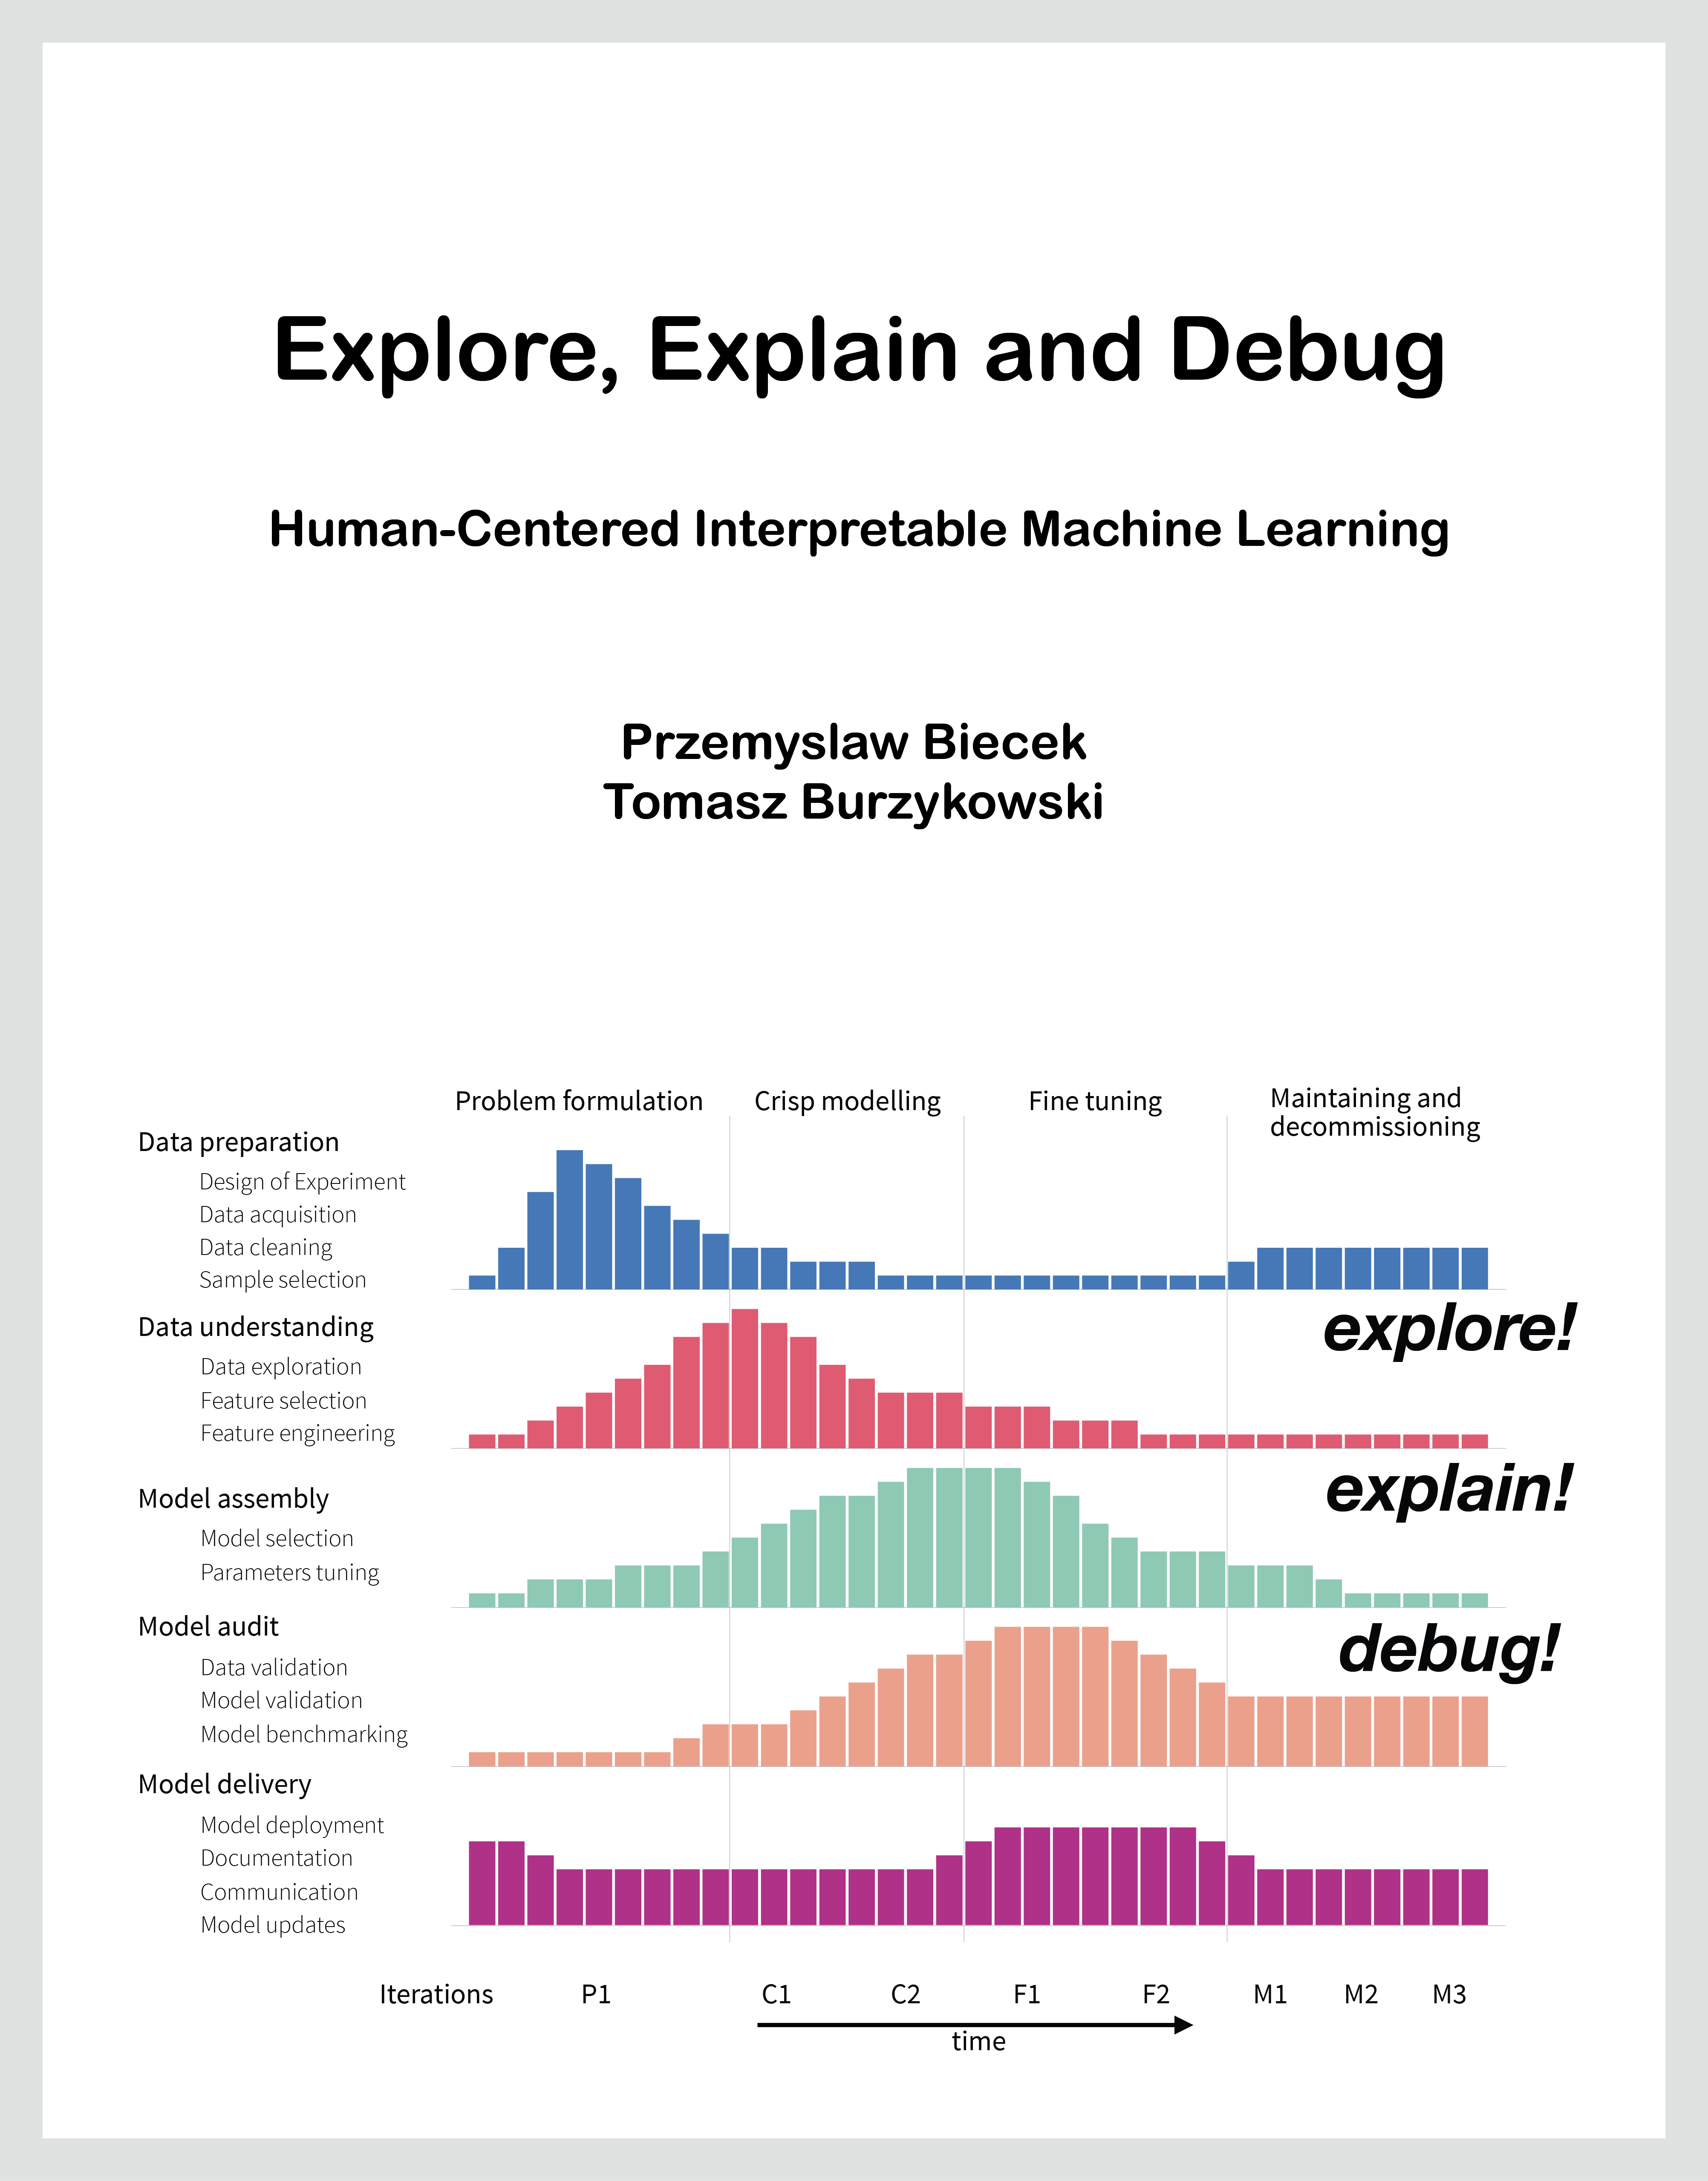 Explore, Explain and Debug
Human-Centered Interpretable Machine Learning
Przemyslaw Biecek
Tomasz Burzykowski
Problem formulation
Crisp modelling
Fine tuning
Maintaining and
decommissioning
Data preparation
Design of Experiment
Data acquisition
Data cleaning
Sample selection
explore!
Data understanding
Data exploration
Feature selection
Feature engineering
explain!
Model assembly
Model selection
Parameters tuning
debug!
Model audit
Data validation
Model validation
Model benchmarking
Model delivery
Model deployment
Documentation
Communication
Model updates
Iterations P1 C1 C2 F1 F2 M1 M2 M3
time